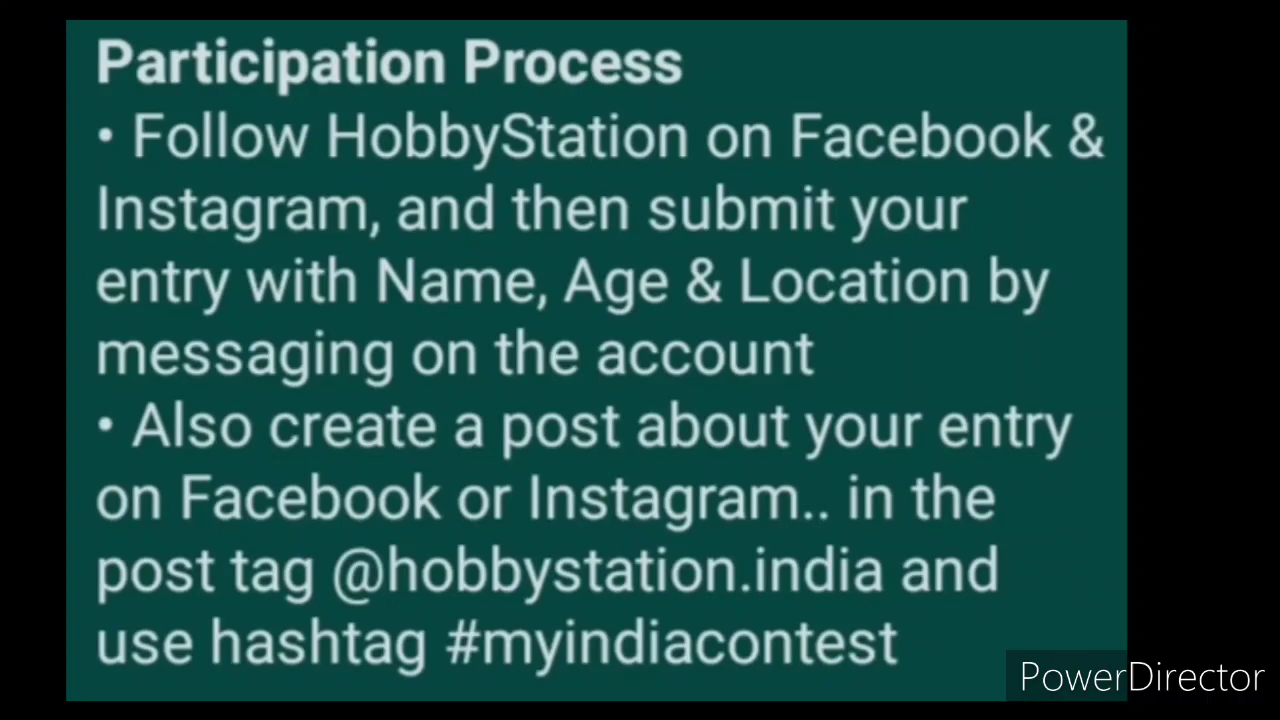 Participation Process
• Follow HobbyStation on Facebook &
Instagram, and then submit your
entry with Name, Age & Location by
messaging on the account
• Also create a post about your entry
on Facebook or Instagram.. in the
post tag @hobbystation.india and
use hashtag #myindiacontest
PowerDirector